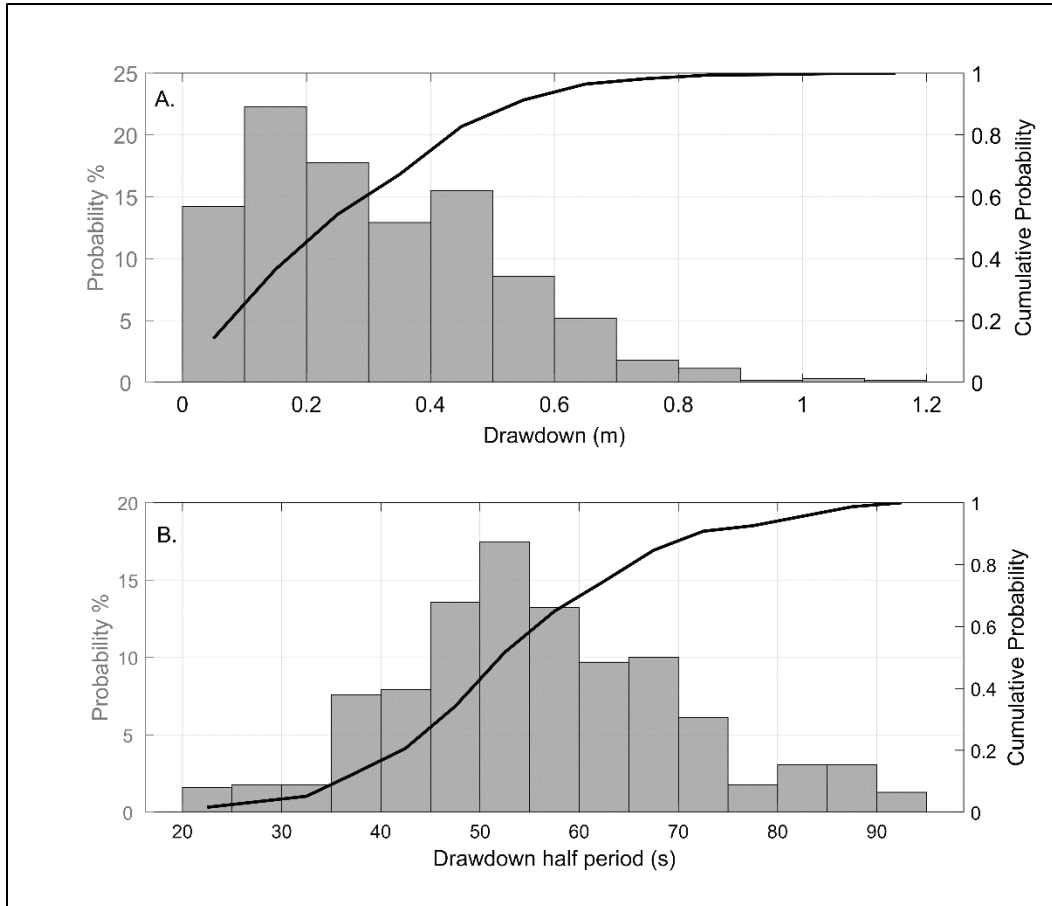 A.
25
20
15
10
5
0
Probability %
1
0.8
0.6
0.4
0.2
0
Cumulative Probability
0 0.2 0.4 0.6 0.8 1 1.2
Drawdown (m)
B.
20
15
10
5
0
Probability %
1
0.8
0.6
0.4
0.2
0
Cumulative Probability
20 30 40 50 60 70 80 90
Drawdown half period (s)